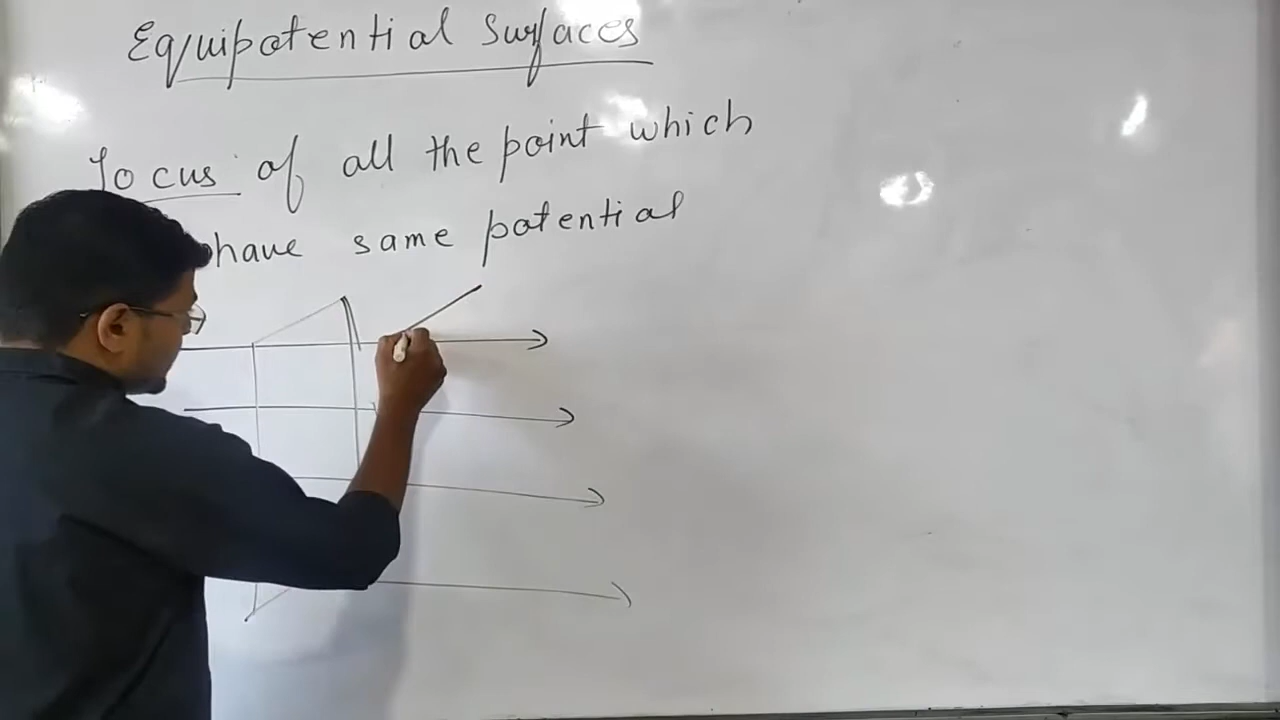 Equipotential Surfaces
Locus of all the point which
have same potential